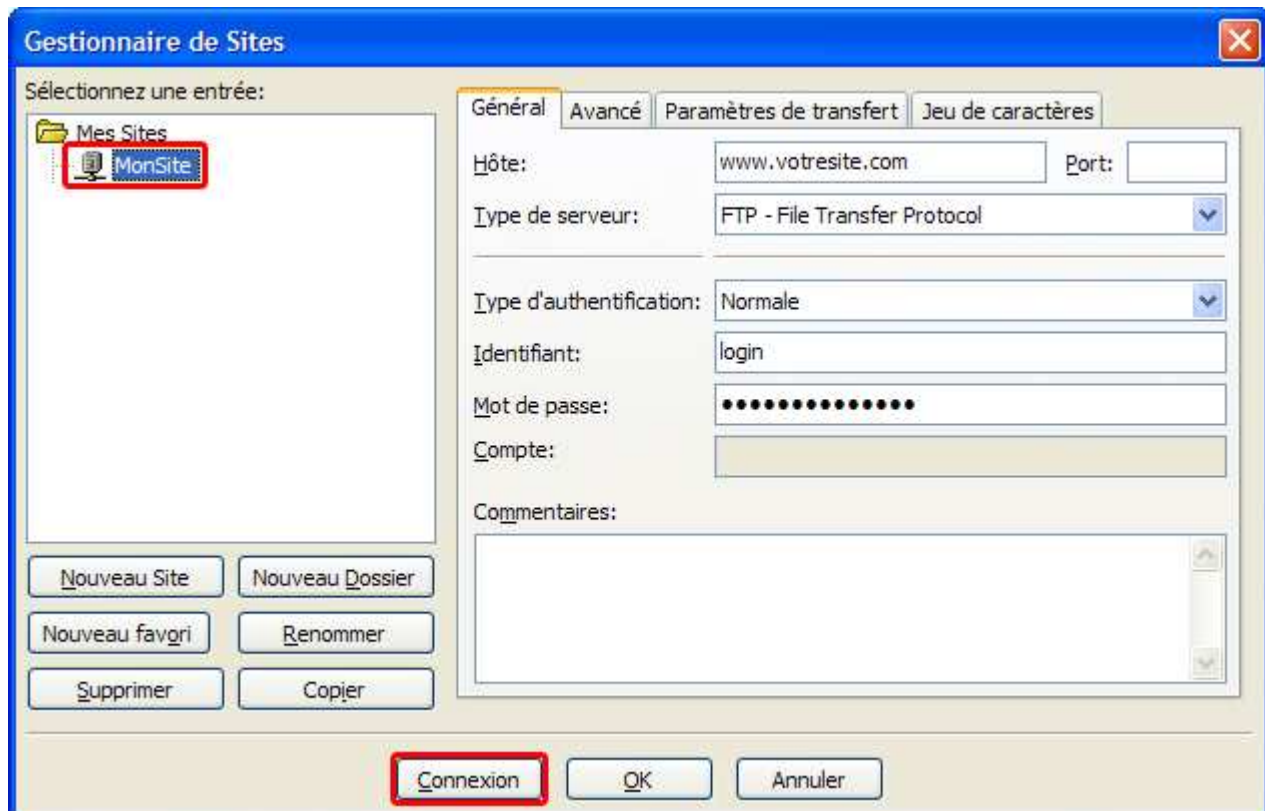 Gestionnaire de Sites
Sélectionnez une entrée:
Mes Sites
MonSite
Nouveau Site
Nouveau Dossier
Nouveau favori
Renommer
Supprimer
Copier
Général
Avancé
Paramètres de transfert
Jeu de caractères
Hôte: www.votresite.com Port:
Type de serveur: FTP - File Transfer Protocol
Type d'authentification: Normale
Identifiant: login
Mot de passe: ••••••••••••••
Compte:
Commentaires:
Connexion
OK
Annuler